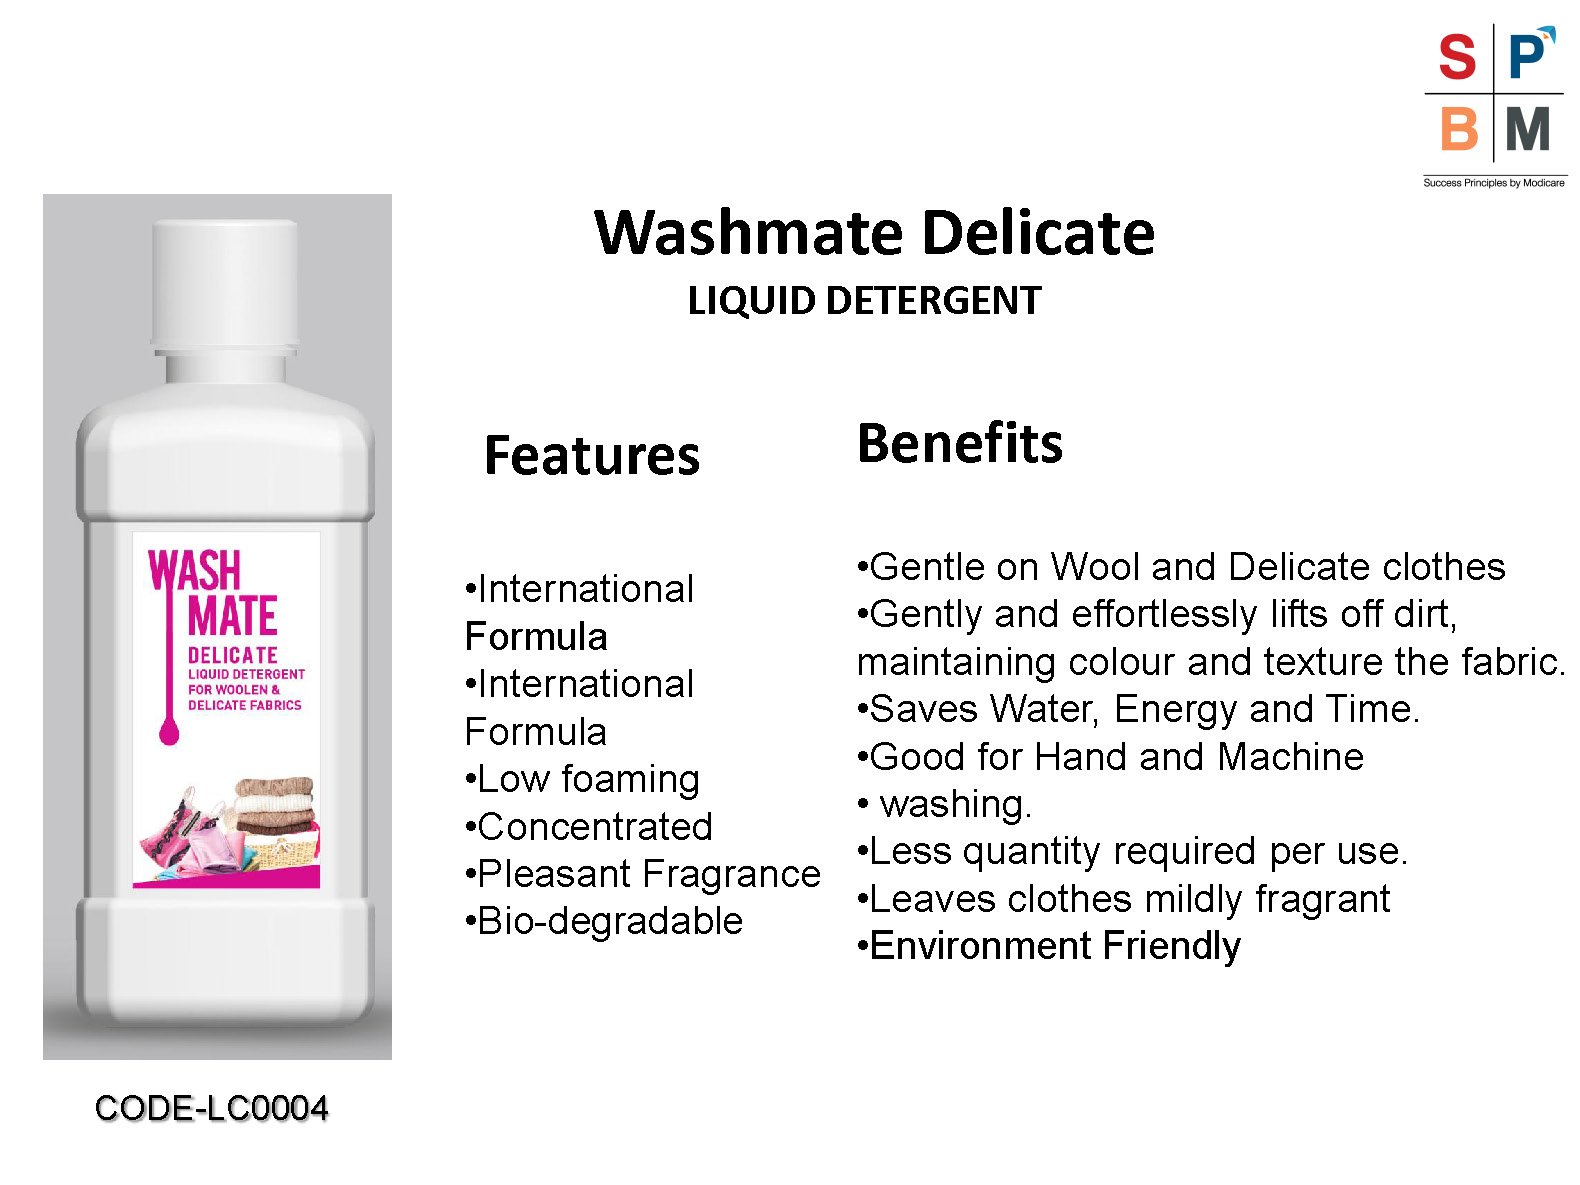 S P
B M
Success Principles by Modicare
Washmate Delicate
LIQUID DETERGENT
Features
•International
Formula
•International
Formula
•Low foaming
•Concentrated
•Pleasant Fragrance
•Bio-degradable
Benefits
•Gentle on Wool and Delicate clothes
•Gently and effortlessly lifts off dirt,
maintaining colour and texture the fabric.
•Saves Water, Energy and Time.
•Good for Hand and Machine
• washing.
•Less quantity required per use.
•Leaves clothes mildly fragrant
•Environment Friendly
WASH
MATE
DELICATE
LIQUID DETERGENT
FOR WOOLEN &
DELICATE FABRICS
CODE-LC0004